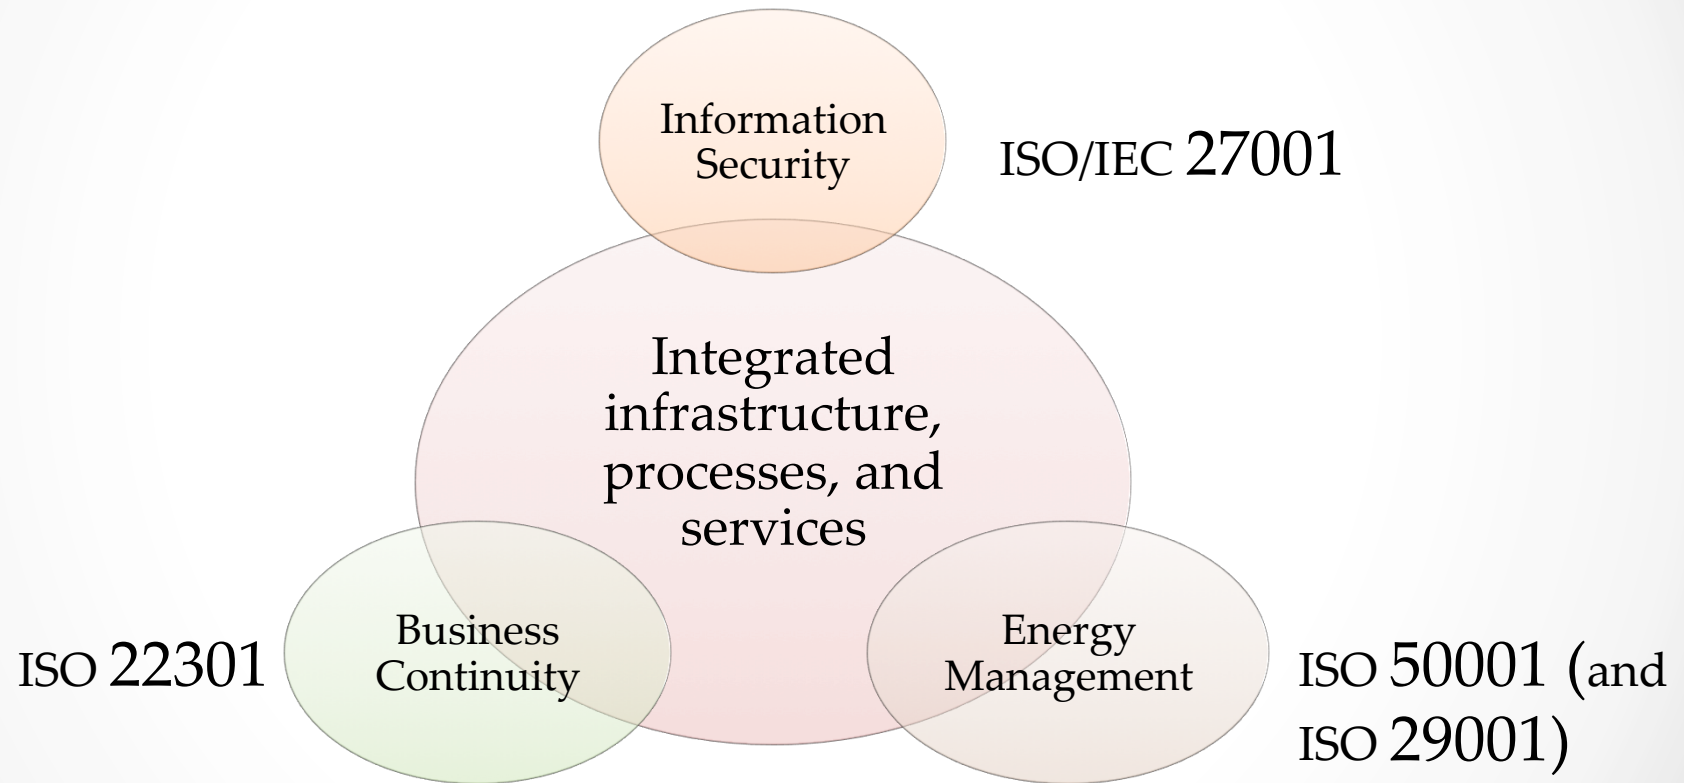 Information
Security
ISO/IEC 27001
Integrated
infrastructure,
processes, and
services
ISO 22301
Business
Continuity
Energy
Management
ISO 50001 (and
ISO 29001)